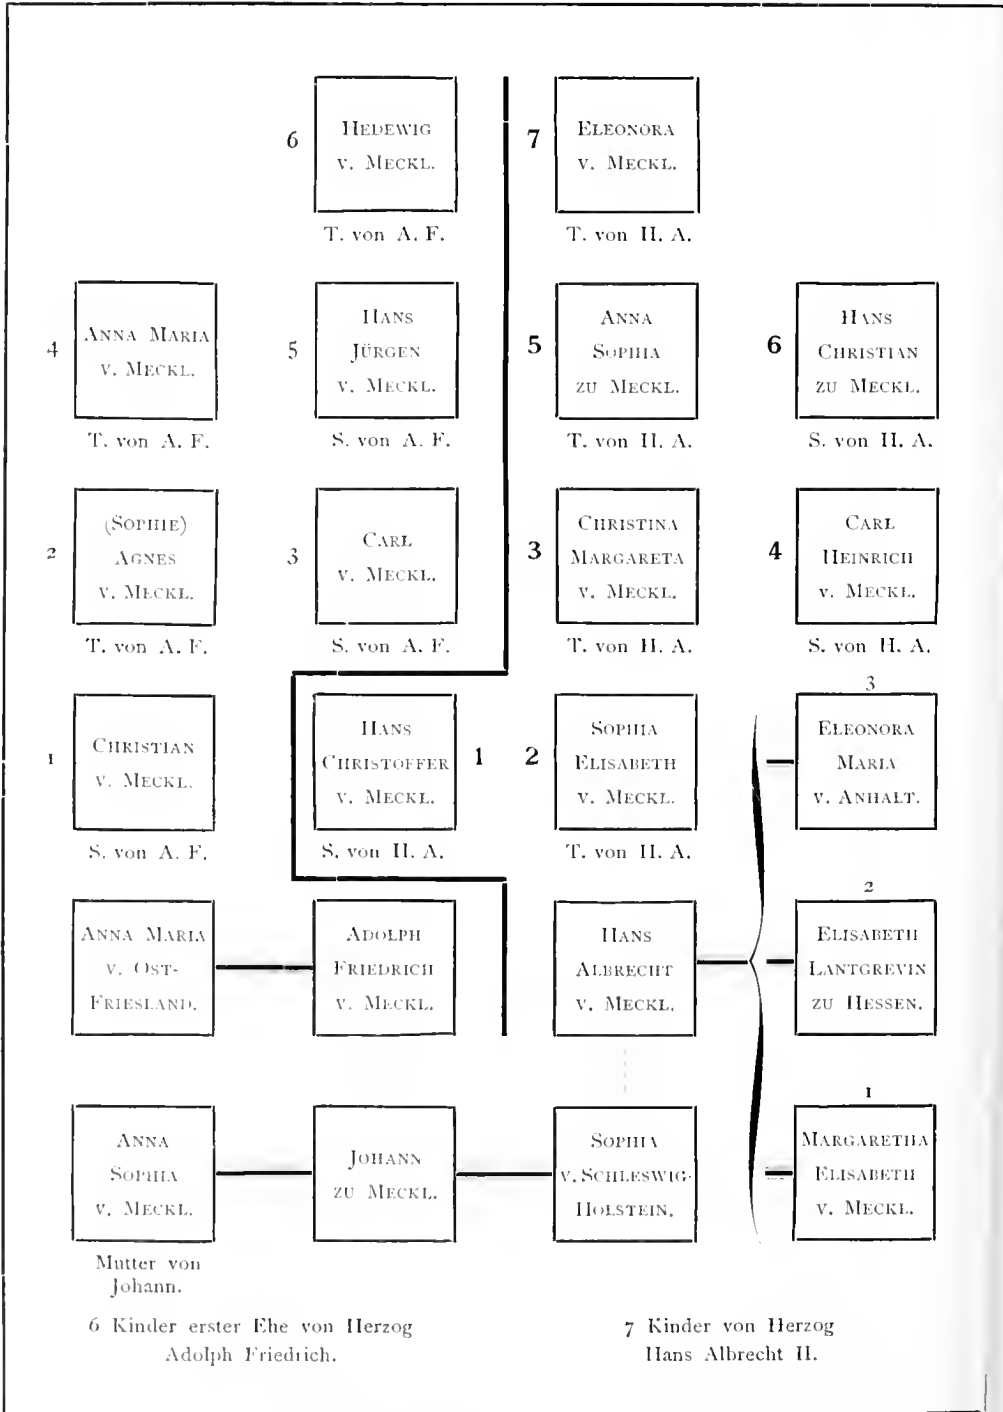 6
HEDEWIG
V. MECKL.
T. von A. F.
7
ELEONORA
V. MECKL.
T. von H. A.
4
ANNA MARIA
V. MECKL.
T. von A. F.
5
HANS
JÜRGEN
V. MECKL.
S. von A. F.
5
ANNA
SOPHIA
ZU MECKL.
T. von H. A.
6
HANS
CHRISTIAN
ZU MECKL.
S. von H. A.
2
(SOPHIE)
AGNES
V. MECKL.
T. von A. F.
3
CARL
V. MECKL.
S. von A. F.
3
CHRISTINA
MARGARETA
V. MECKL.
T. von H. A.
4
CARL
HEINRICH
V. MECKL.
S. von H. A.
1
CHRISTIAN
V. MECKL.
S. von A. F.
HANS
CHRISTOFFER
V. MECKL.
1
S. von H. A.
2
SOPHIA
ELISABETH
V. MECKL.
T. von H. A.
3
ELEONORA
MARIA
V. ANHALT.
ANNA MARIA
V. OST-
FRIESLAND.
ADOLPH
FRIEDRICH
V. MECKL.
HANS
ALBRECHT
V. MECKL.
2
ELISABETH
LANTGREVIN
ZU HESSEN.
ANNA
SOPHIA
V. MECKL.
Mutter von
Johann.
JOHANN
ZU MECKL.
SOPHIA
V. SCHLESWIG-
HOLSTEIN.
1
MARGARETHA
ELISABETH
V. MECKL.
6 Kinder erster Ehe von Herzog
Adolph Friedrich.
7 Kinder von Herzog
Hans Albrecht II.